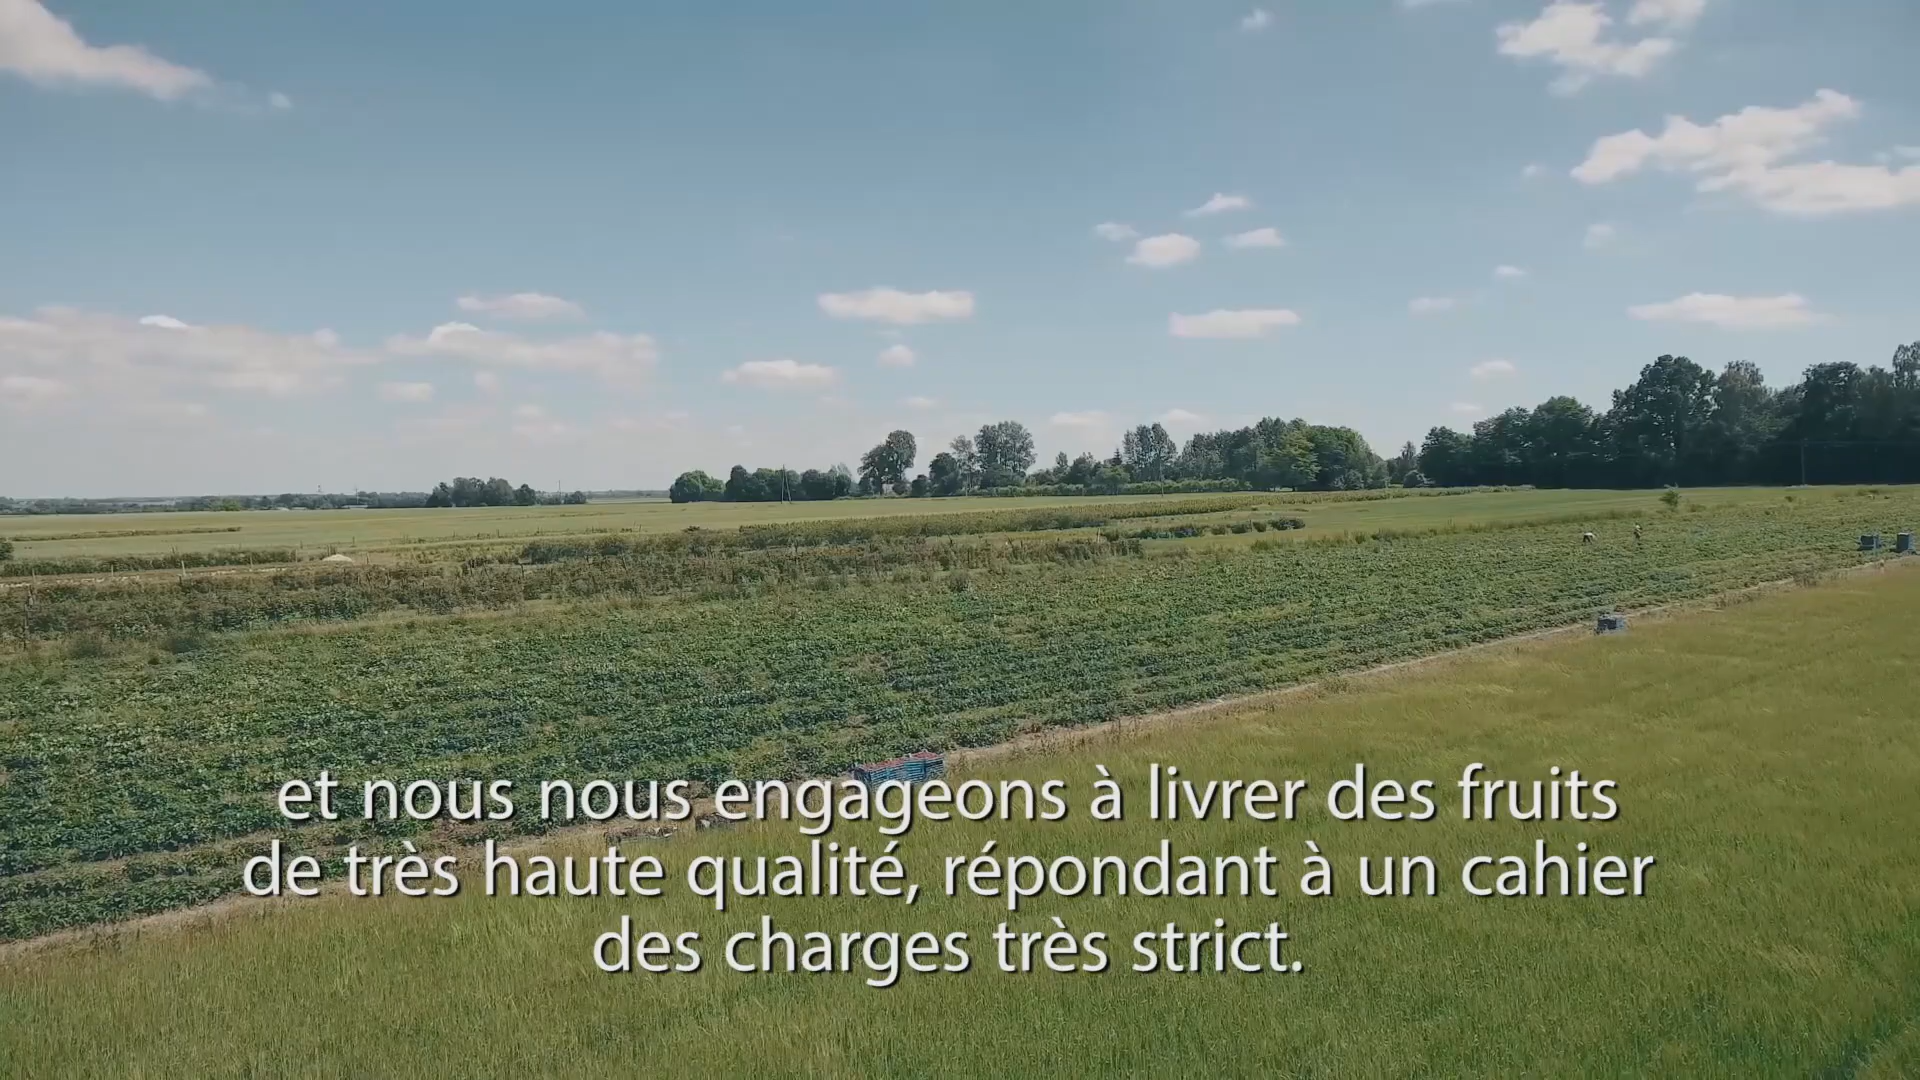 et nous nous engageons à livrer des fruits
de très haute qualité, répondant à un cahier
des charges très strict.